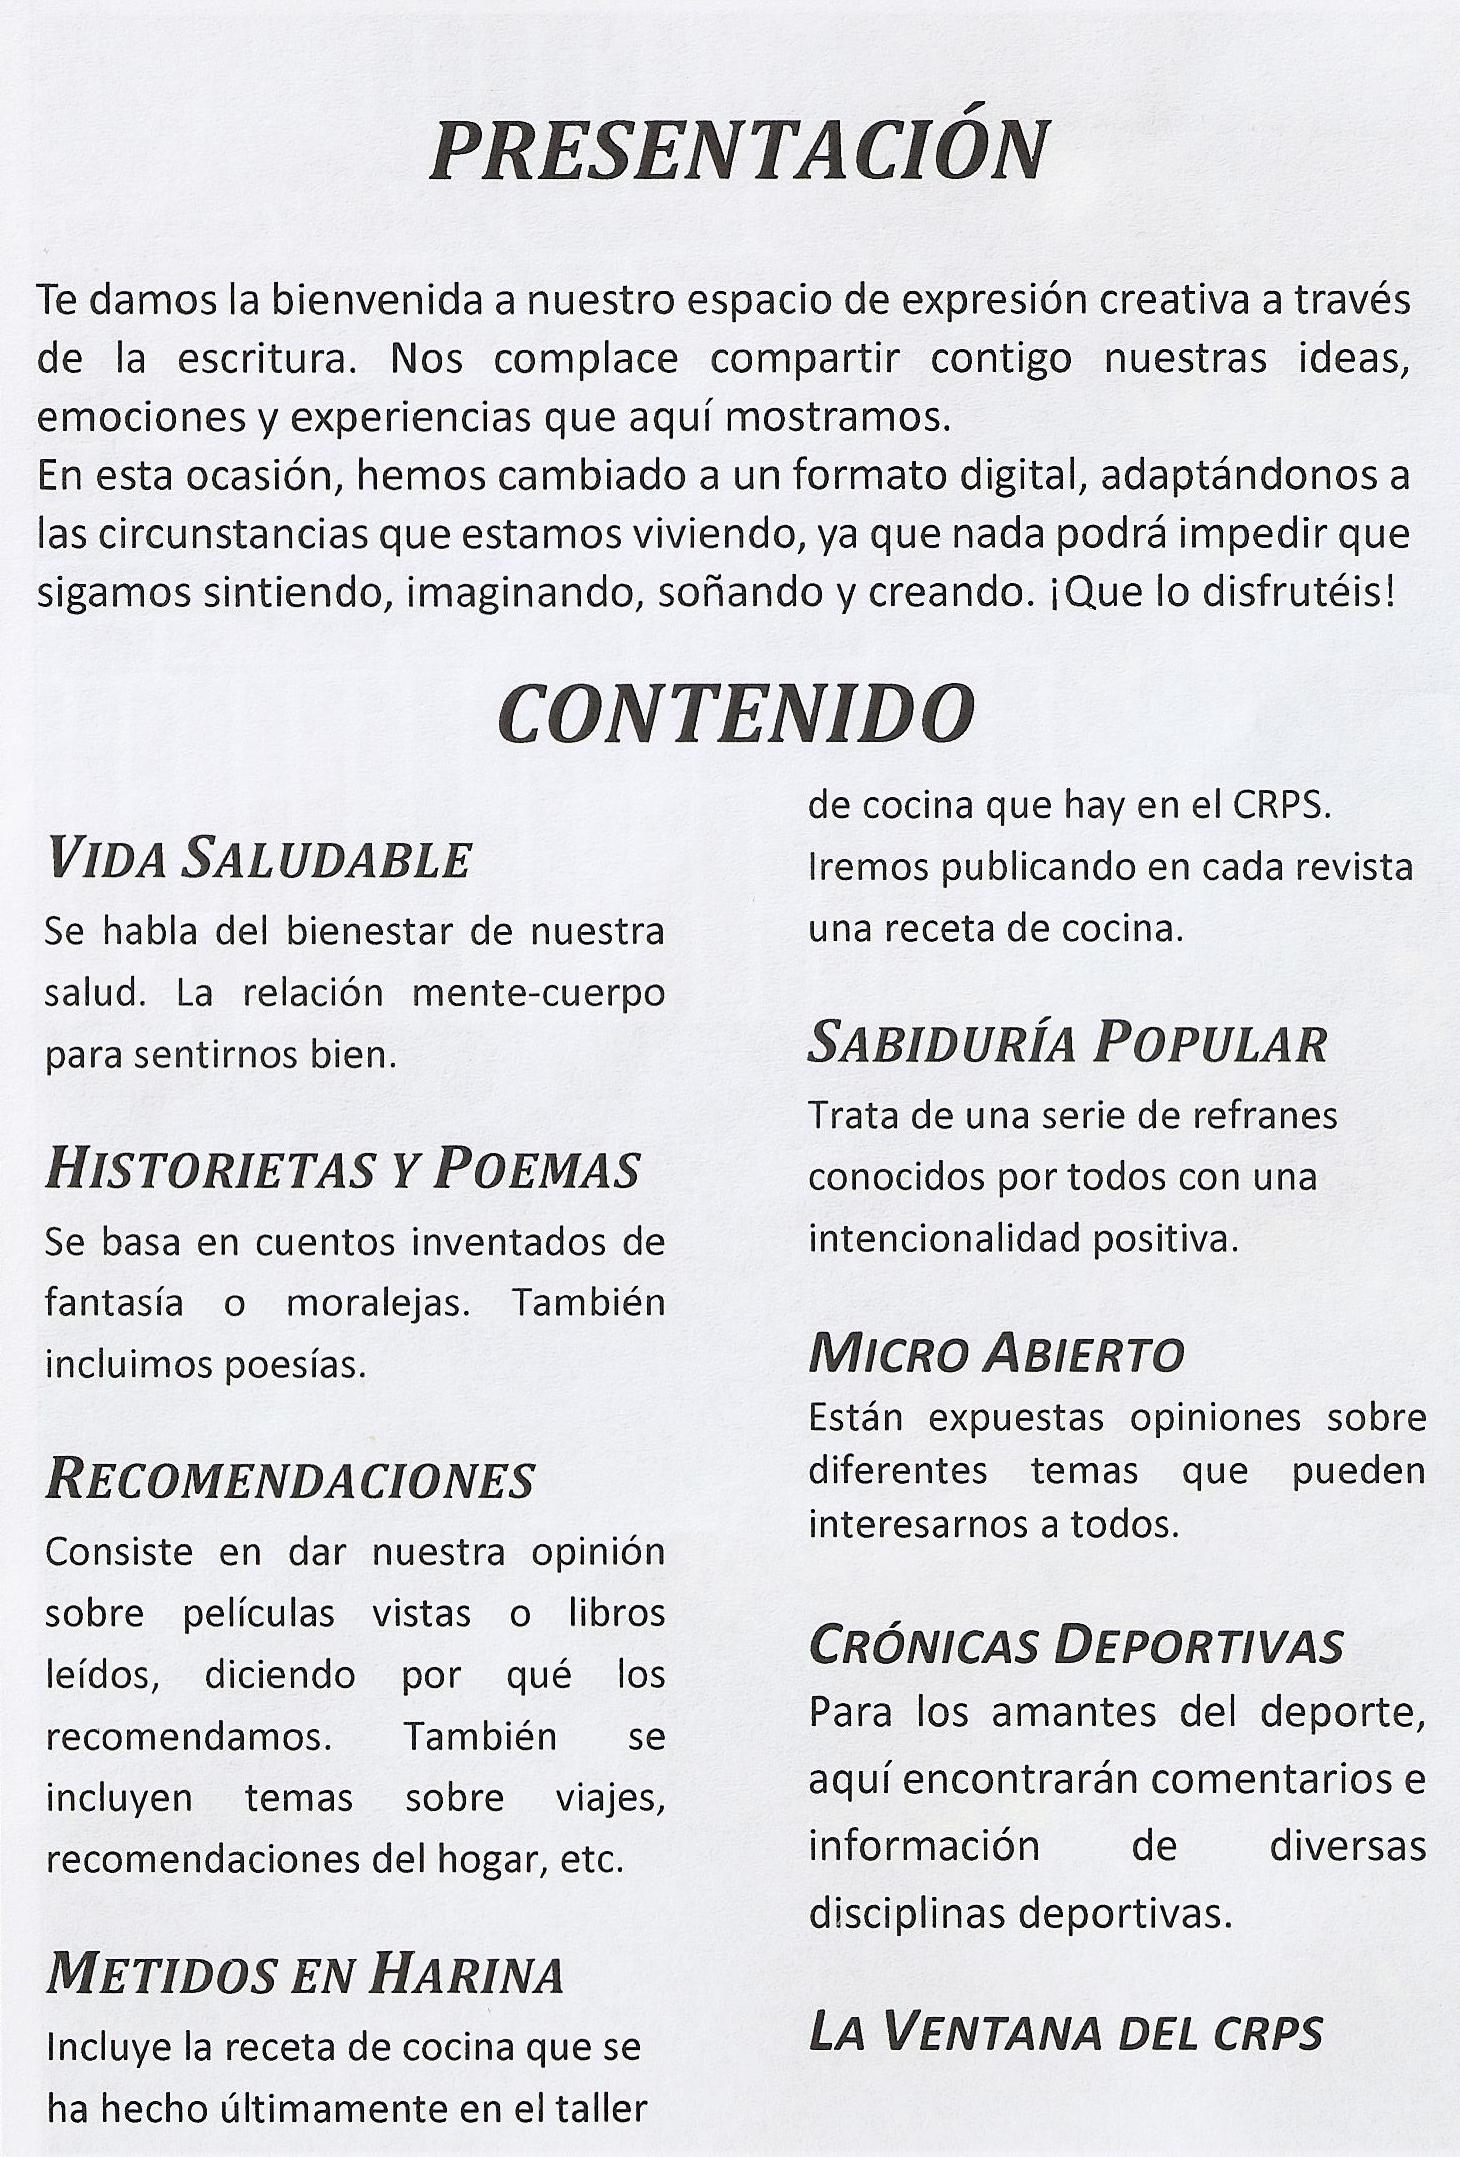 PRESENTACIÓN
Te damos la bienvenida a nuestro espacio de expresión creativa a través
de la escritura. Nos complace compartir contigo nuestras ideas,
emociones y experiencias que aquí mostramos.
En esta ocasión, hemos cambiado a un formato digital, adaptándonos a
las circunstancias que estamos viviendo, ya que nada podrá impedir que
sigamos sintiendo, imaginando, soñando y creando. ¡Que lo disfrutéis!
CONTENIDO
VIDA SALUDABLE
Se habla del bienestar de nuestra
salud. La relación mente-cuerpo
para sentirnos bien.
HISTORIETAS Y POEMAS
Se basa en cuentos inventados de
fantasía o moralejas. También
incluimos poesías.
RECOMENDACIONES
Consiste en dar nuestra opinión
sobre películas vistas o libros
leídos, diciendo por qué los
recomendamos. También se
incluyen temas sobre viajes,
recomendaciones del hogar, etc.
METIDOS EN HARINA
Incluye la receta de cocina que se
ha hecho últimamente en el taller
de cocina que hay en el CRPS.
Iremos publicando en cada revista
una receta de cocina.
SABIDURÍA POPULAR
Trata de una serie de refranes
conocidos por todos con una
intencionalidad positiva.
MICRO ABIERTO
Están expuestas opiniones sobre
diferentes temas que pueden
interesarnos a todos.
CRÓNICAS DEPORTIVAS
Para los amantes del deporte,
aquí encontrarán comentarios e
información de diversas
disciplinas deportivas.
LA VENTANA DEL CRPS